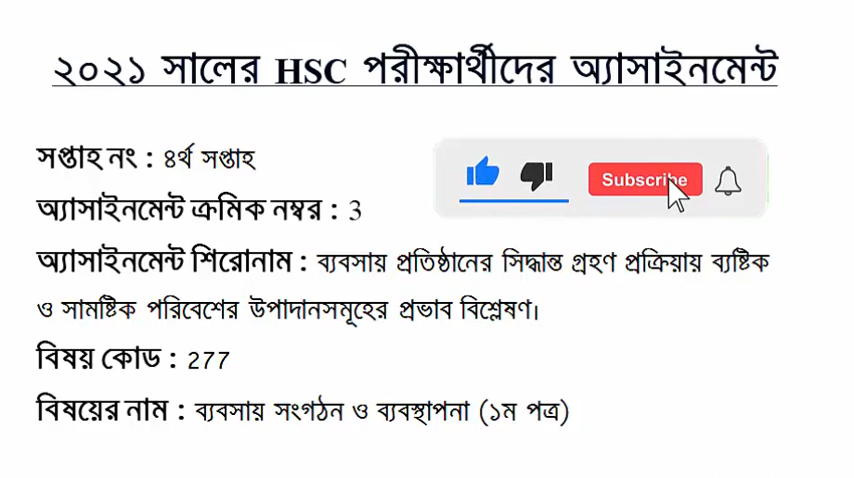 ২০২১ সালের HSC পরীক্ষার্থীদের অ্যাসাইনমেন্ট
সপ্তাহ নং : ৪র্থ সপ্তাহ
Subscribe
অ্যাসাইনমেন্ট ক্রমিক নম্বর : 3
অ্যাসাইনমেন্ট শিরোনাম : ব্যবসায় প্রতিষ্ঠানের সিদ্ধান্ত গ্রহণ প্রক্রিয়ায় ব্যষ্টিক
ও সামষ্টিক পরিবেশের উপাদানসমূহের প্রভাব বিশ্লেষণ।
বিষয় কোড : 277
বিষয়ের নাম : ব্যবসায় সংগঠন ও ব্যবস্থাপনা (১ম পত্র)